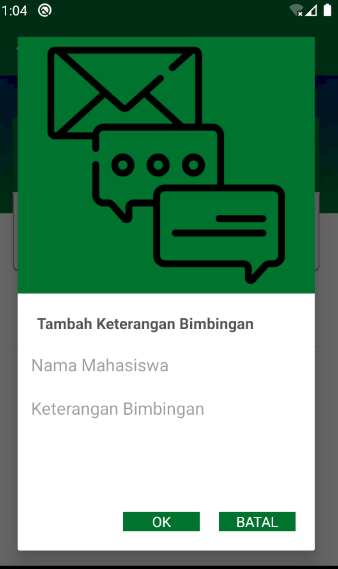 1:04
Tambah Keterangan Bimbingan
Nama Mahasiswa
Keterangan Bimbingan
OK
BATAL